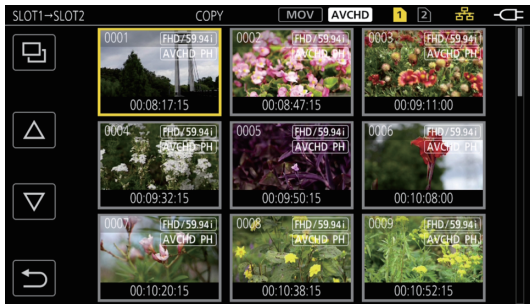 SLOT1→SLOT2 COPY MOV AVCHD 1 2
0001 FHD/59.94i 0002 FHD/59.94i 0003 FHD/59.94i
AVCHD PH AVCHD PH AVCHD PH
00:08:17:15 00:08:47:15 00:09:11:00
0004 FHD/59.94i 0005 FHD/59.94i 0006 FHD/59.94i
AVCHD PH AVCHD PH AVCHD PH
00:09:32:15 00:09:50:15 00:10:08:00
0007 FHD/59.94i 0008 FHD/59.94i 0009 FHD/59.94i
AVCHD PH AVCHD PH AVCHD PH
00:10:20:15 00:10:38:15 00:10:52:15